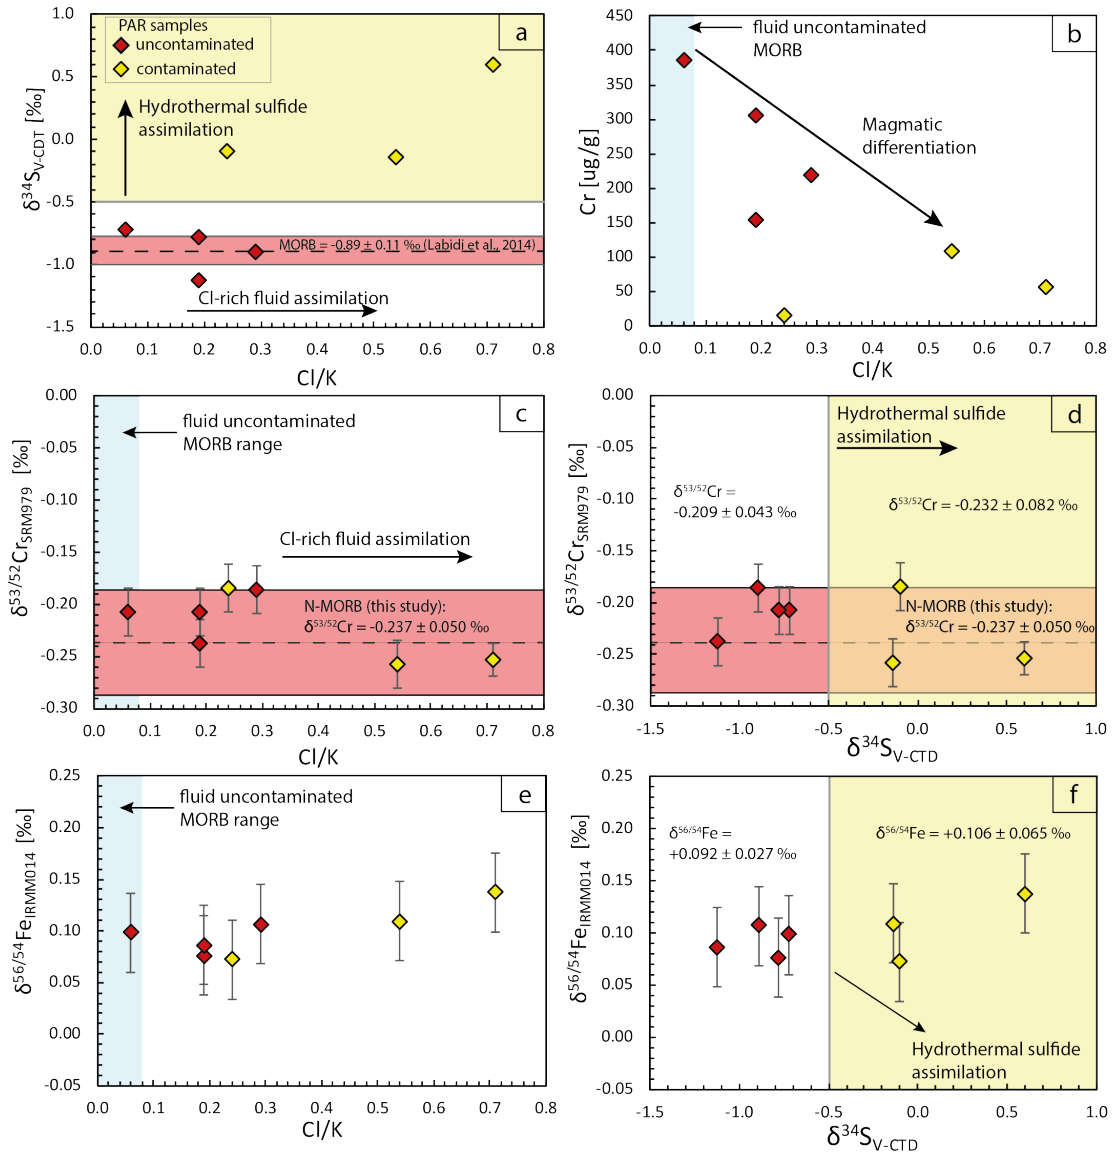 a
PAR samples
uncontaminated
contaminated
Hydrothermal sulfide
assimilation
MORB = -0.89 ± 0.11 ‰ (Labidi et al., 2014)
Cl-rich fluid assimilation
δ³⁴S V-CDT [‰]
1.0
0.5
0.0
-0.5
-1.0
-1.5
0.0 0.1 0.2 0.3 0.4 0.5 0.6 0.7 0.8
Cl/K
b
fluid uncontaminated
MORB
Magmatic
differentiation
Cr [ug/g]
450
400
350
300
250
200
150
100
50
0
0.0 0.1 0.2 0.3 0.4 0.5 0.6 0.7 0.8
Cl/K
c
fluid uncontaminated
MORB range
Cl-rich fluid assimilation
N-MORB (this study):
δ⁵³/⁵²Cr = -0.237 ± 0.050 ‰
δ⁵³/⁵²Cr SRM979 [‰]
0.00
-0.05
-0.10
-0.15
-0.20
-0.25
-0.30
0.0 0.1 0.2 0.3 0.4 0.5 0.6 0.7 0.8
Cl/K
d
Hydrothermal sulfide
assimilation
δ⁵³/⁵²Cr =
-0.209 ± 0.043 ‰
δ⁵³/⁵²Cr = -0.232 ± 0.082 ‰
N-MORB (this study):
δ⁵³/⁵²Cr = -0.237 ± 0.050 ‰
δ⁵³/⁵²Cr SRM979 [‰]
0.00
-0.05
-0.10
-0.15
-0.20
-0.25
-0.30
-1.5 -1.0 -0.5 0.0 0.5 1.0
δ³⁴S V-CTD
e
fluid uncontaminated
MORB range
δ⁵⁶/⁵⁴Fe IRMM014 [‰]
0.25
0.20
0.15
0.10
0.05
0.00
-0.05
0.0 0.1 0.2 0.3 0.4 0.5 0.6 0.7 0.8
Cl/K
f
δ⁵⁶/⁵⁴Fe =
+0.092 ± 0.027 ‰
δ⁵⁶/⁵⁴Fe = +0.106 ± 0.065 ‰
Hydrothermal sulfide
assimilation
δ⁵⁶/⁵⁴Fe IRMM014 [‰]
0.25
0.20
0.15
0.10
0.05
0.00
-0.05
-1.5 -1.0 -0.5 0.0 0.5 1.0
δ³⁴S V-CTD